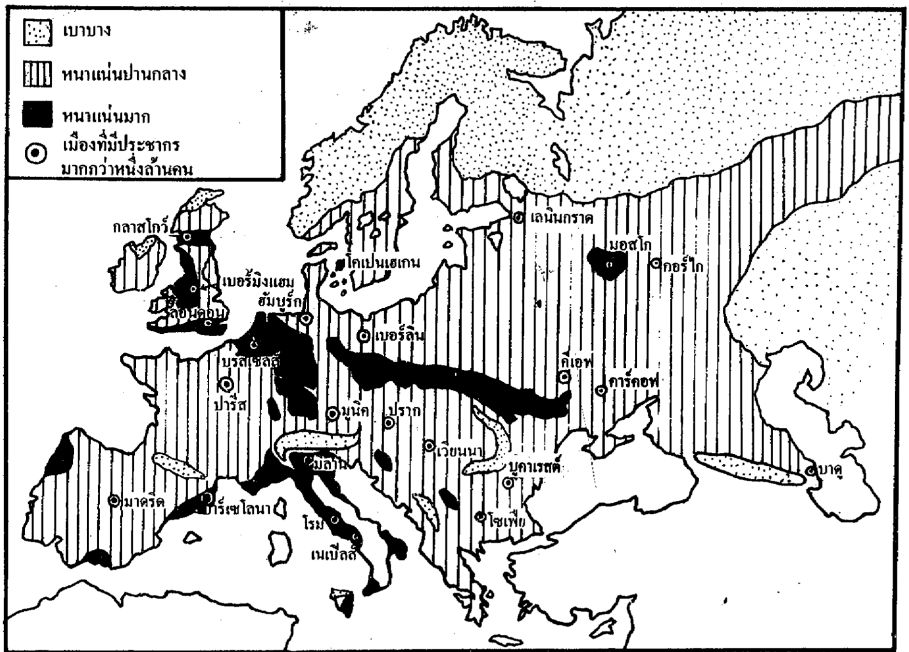 เบาบาง
หนาแน่นปานกลาง
หนาแน่นมาก
เมืองที่มีประชากร
มากกว่าหนึ่งล้านคน
กลาสโกว์
เลนินกราด
มอสโก
กอร์ไก
โคเปนเฮเกน
เบอร์มิงแฮม
ฮัมบูร์ก
ลอนดอน
เบอร์ลิน
บรัสเซลส์
คีเอฟ
คาร์คอฟ
ปารีส
มูนิค
ปราก
เวียนนา
มิลาน
บูคาเรสต์
บาดู
มาดริด
บาร์เซโลนา
โรม
โซเฟีย
เนเปิลส์